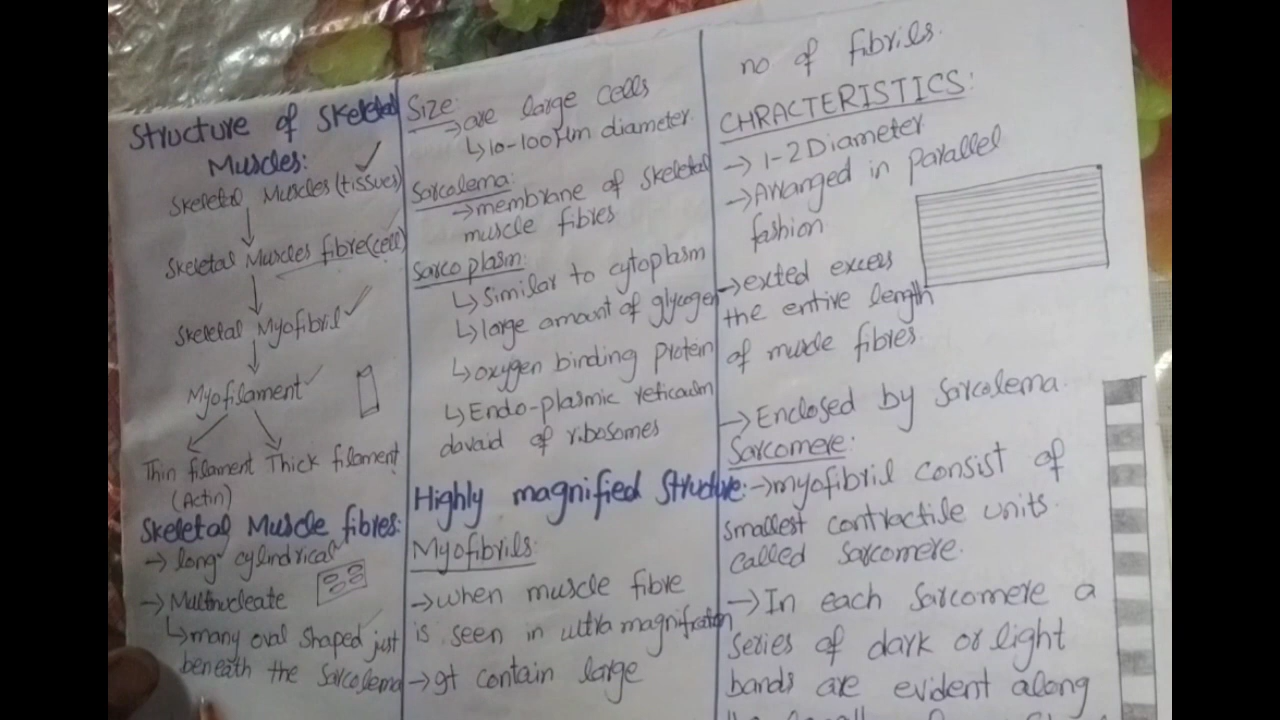 Structure of Skeletal
Muscles:
Skeletal Muscles (tissues)
Skeletal Muscles fibre(cell)
Skeletal Myofibril
Myofilament
Thin filament Thick filament
(Actin)
Skeletal Muscle fibres:
→ long cylindrical
→ Multinucleate
↳ many oval shaped just
beneath the Sarcolema
Size:
→ are large cells
↳ 10-100 µm diameter
Sarcolema:
→ membrane of skeletal
muscle fibres
Sarcoplasm:
↳ Similar to cytoplasm
↳ large amount of glycogen
↳ oxygen binding protein
↳ Endo-plasmic reticulm
davaid of ribosomes
Highly magnified Structure:
Myofibrils:
→ when muscle fibre
is seen in ultra magnification
→ It contain large
no of fibrils.
CHRACTERISTICS:
→ 1-2 Diameter
→ Arranged in parallel
fashion
→ exted excess
the entire length
of muscle fibres
→ Enclosed by Sarcolema.
Sarcomere:
→ myofibril consist of
smallest contractile units.
called sarcomere.
→ In each sarcomere a
series of dark or light
bands are evident along